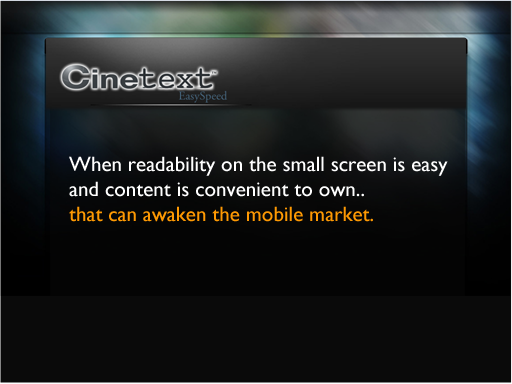 Cinetext™
EasySpeed
When readability on the small screen is easy
and content is convenient to own..
that can awaken the mobile market.